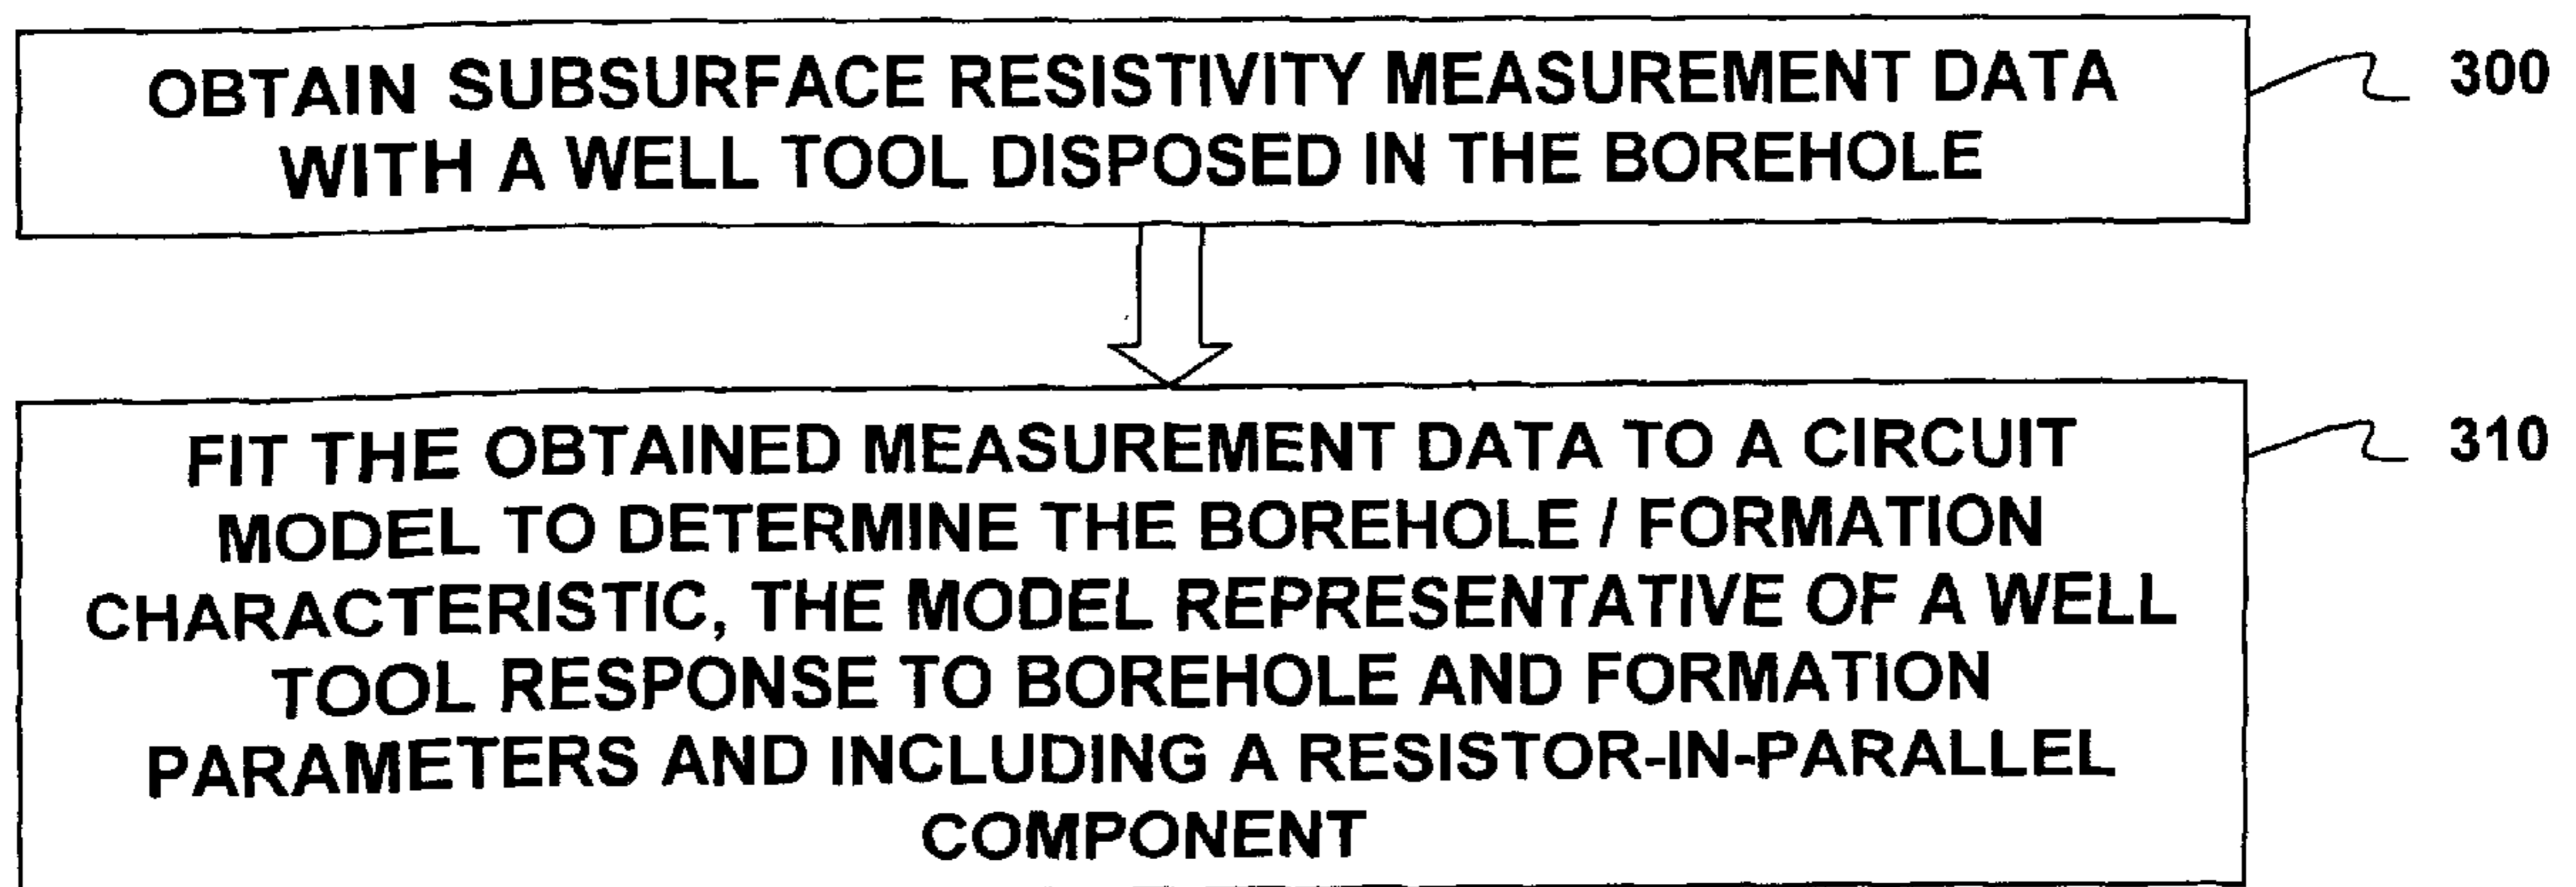 OBTAIN SUBSURFACE RESISTIVITY MEASUREMENT DATA
WITH A WELL TOOL DISPOSED IN THE BOREHOLE
300
FIT THE OBTAINED MEASUREMENT DATA TO A CIRCUIT
MODEL TO DETERMINE THE BOREHOLE / FORMATION
CHARACTERISTIC, THE MODEL REPRESENTATIVE OF A WELL
TOOL RESPONSE TO BOREHOLE AND FORMATION
PARAMETERS AND INCLUDING A RESISTOR-IN-PARALLEL
COMPONENT
310